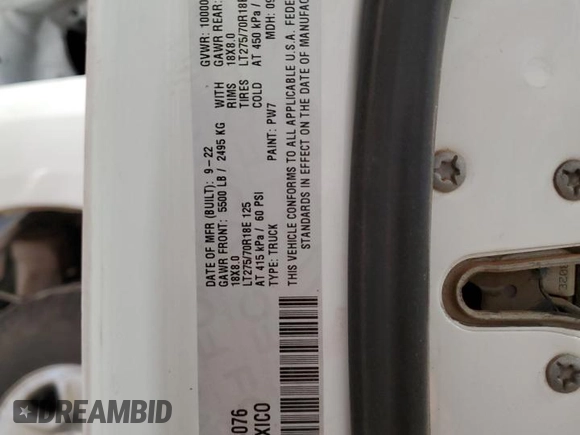 DATE OF MFR (BUILT): 9-22 GVWR: 10000
GAWR FRONT: 5500 LB / 2495 KG WITH GAWR REAR:
18X8.0 RIMS 18X8.0
LT275/70R18E 125 TIRES LT275/70R18E
AT 415 kPa / 60 PSI COLD AT 450 kPa /
TYPE: TRUCK PAINT: PW7 MDH: 09
THIS VEHICLE CONFORMS TO ALL APPLICABLE U.S.A. FEDE
STANDARDS IN EFFECT ON THE DATE OF MANUFAC
076
XICO
DREAMBID